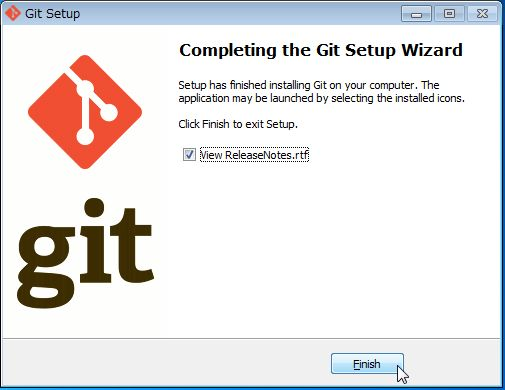 Git Setup
Completing the Git Setup Wizard
Setup has finished installing Git on your computer. The
application may be launched by selecting the installed icons.
Click Finish to exit Setup.
View ReleaseNotes.rtf
git
Finish